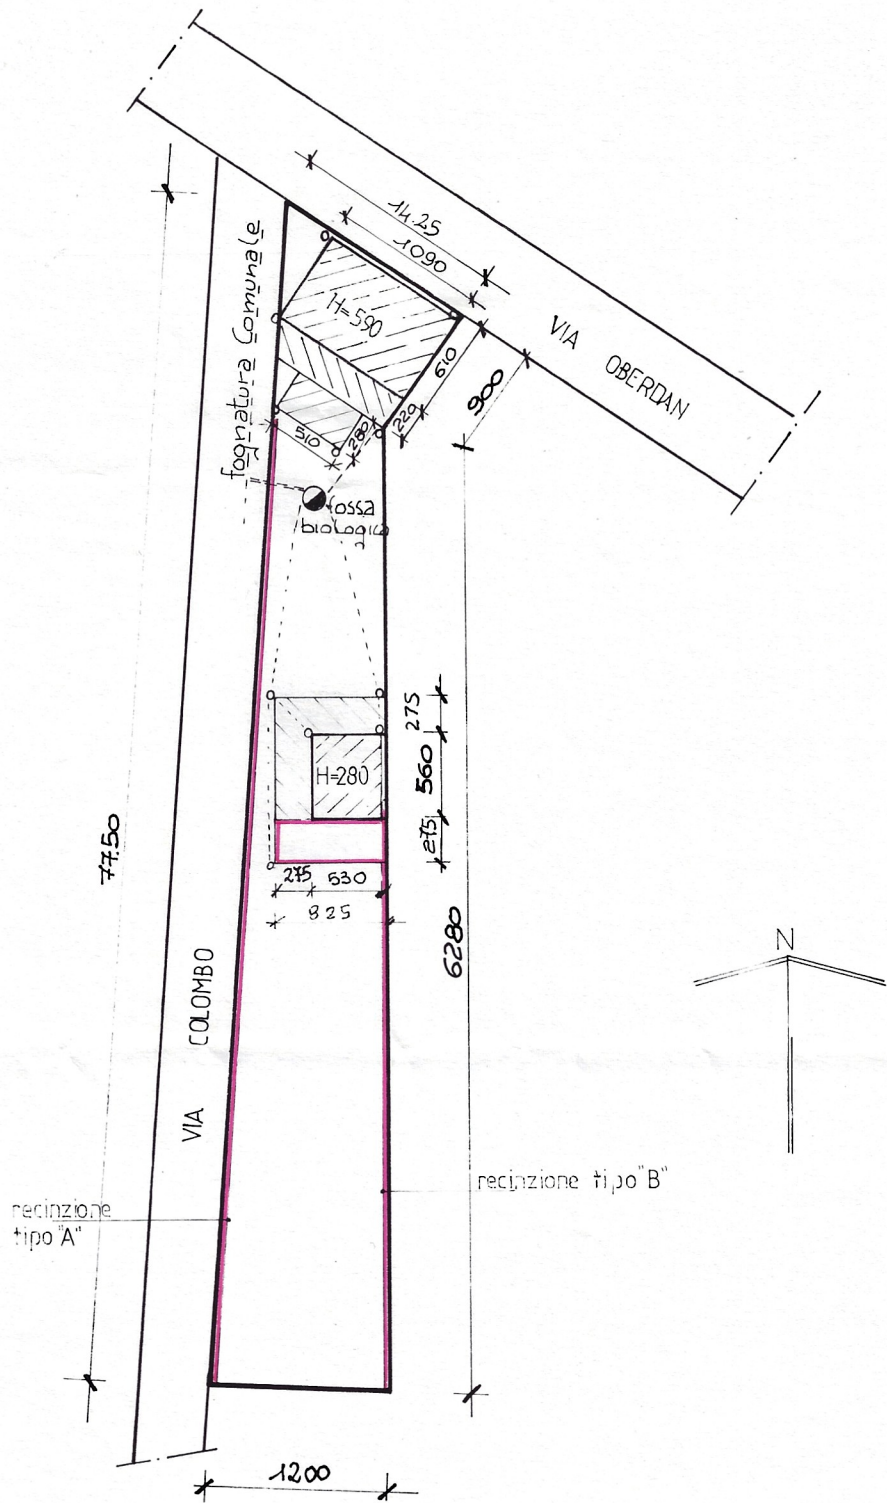 14.25
1090
fognatura Comunale
H=590
VIA OBERDAN
610
900
220
510
280
fossa
biologica
275
560
H=280
275
275 530
825
77.50
6280
N
VIA COLOMBO
recinzione tipo "B"
recinzione
tipo "A"
1200